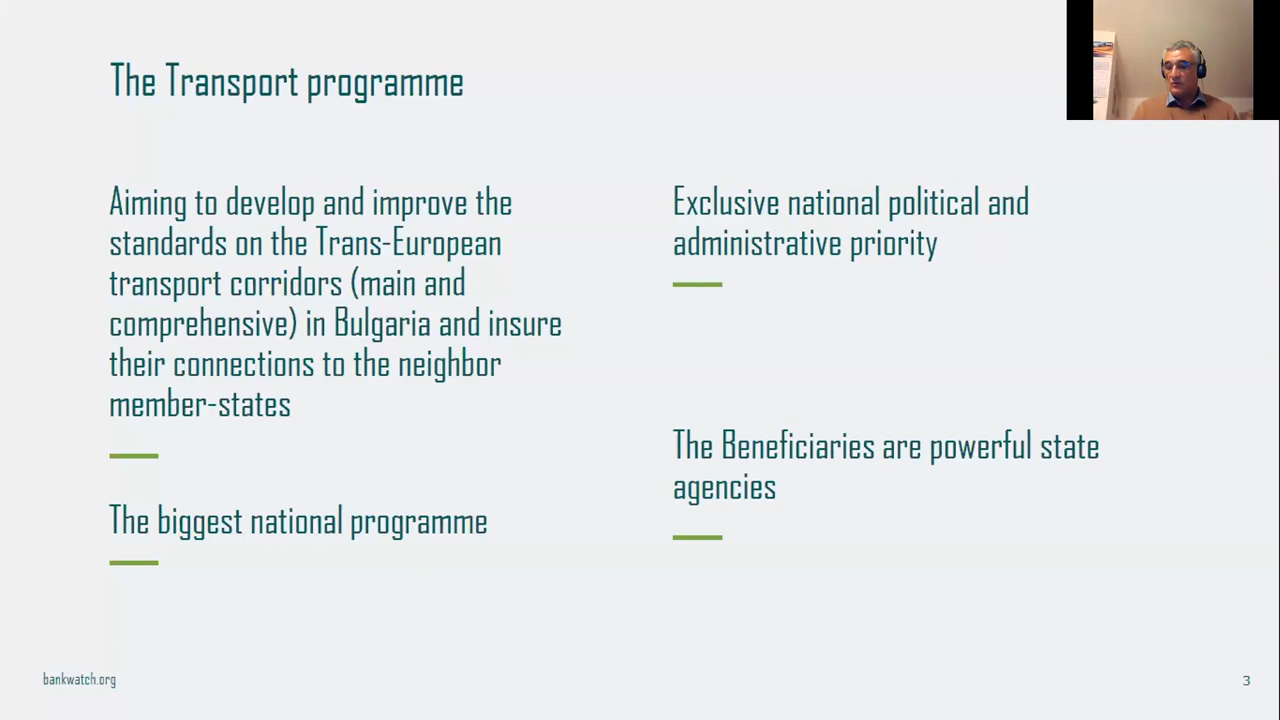 The Transport programme
Aiming to develop and improve the
standards on the Trans-European
transport corridors (main and
comprehensive) in Bulgaria and insure
their connections to the neighbor
member-states
The biggest national programme
Exclusive national political and
administrative priority
The Beneficiaries are powerful state
agencies
bankwatch.org
3